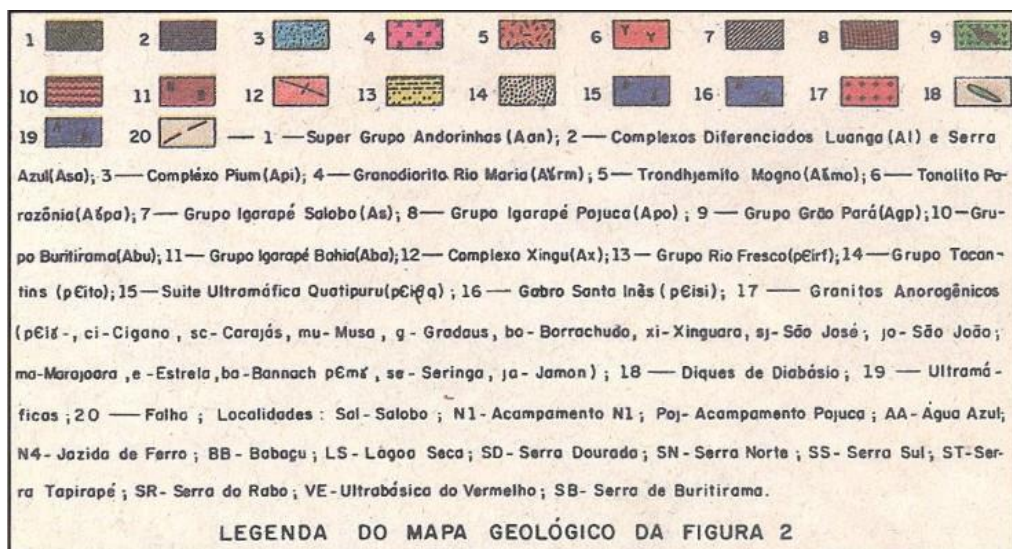 1 2 3 4 5 6 7 8 9
10 11 12 13 14 15 16 17 18
19 20 — 1 — Super Grupo Andorinhas (Aan); 2 — Complexos Diferenciados Luanga (Al) e Serra
Azul(Asa); 3 — Compléxo Pium(Api); 4 — Granodiorito Rio Maria(Aɣrm); 5 — Trondhjemito Mogno(Aɣmo); 6 — Tonalito Pa-
razônia(Aɣpa); 7 — Grupo Igarapé Salobo(As); 8 — Grupo Igarapé Pojuca(Apo); 9 — Grupo Grão Pará(Agp); 10 — Gru-
po Buritirama(Abu); 11 — Grupo Igarapé Bahia(Aba); 12 — Complexo Xingu(Ax); 13 — Grupo Rio Fresco(pЄirf); 14 — Grupo Tocan-
tins (pЄito); 15 — Suite Ultramáfica Quatipuru(pЄiϑq); 16 — Gabro Santa Inês (pЄisi); 17 — Granitos Anorogênicos
(pЄiɣ-, ci-Cigano, sc-Carajás, mu-Musa, g-Gradaus, bo-Borrachudo, xi-Xinguara, sj-São José, jo-São João;
ma-Marajoara, e-Estrela, ba-Bannach pЄmɣ, se-Seringa, ja-Jamon); 18 — Diques de Diabásio; 19 — Ultramá-
ficas; 20 — Falha; Localidades: Sal-Salobo; N1-Acampamento N1; Poj-Acampamento Pojuca; AA-Água Azul;
N4-Jazida de Ferro; BB-Babaçu; LS-Lagoa Seca; SD-Serra Dourada; SN-Serra Norte; SS-Serra Sul; ST-Ser-
ra Tapirapé; SR-Serra do Rabo; VE-Ultrabásica do Vermelho; SB-Serra de Buritirama.
LEGENDA DO MAPA GEOLÓGICO DA FIGURA 2